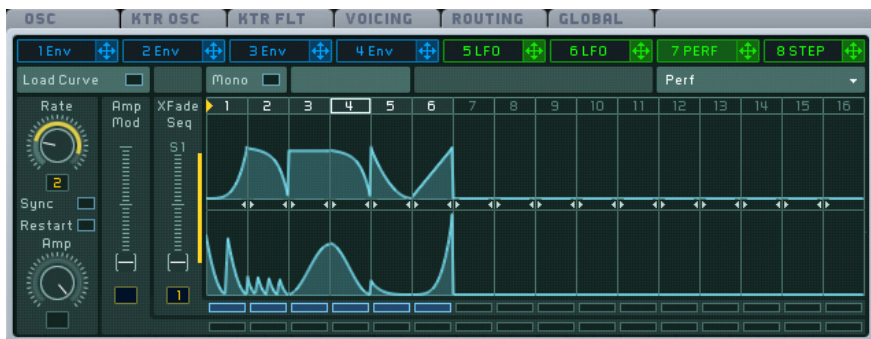 OSC KTR OSC KTR FLT VOICING ROUTING GLOBAL
1 Env 2 Env 3 Env 4 Env 5 LFO 6 LFO 7 PERF 8 STEP
Load Curve Mono Perf
Rate Amp Mod XFade Seq 1 2 3 4 5 6 7 8 9 10 11 12 13 14 15 16
S1
2
Sync
Restart
Amp
1